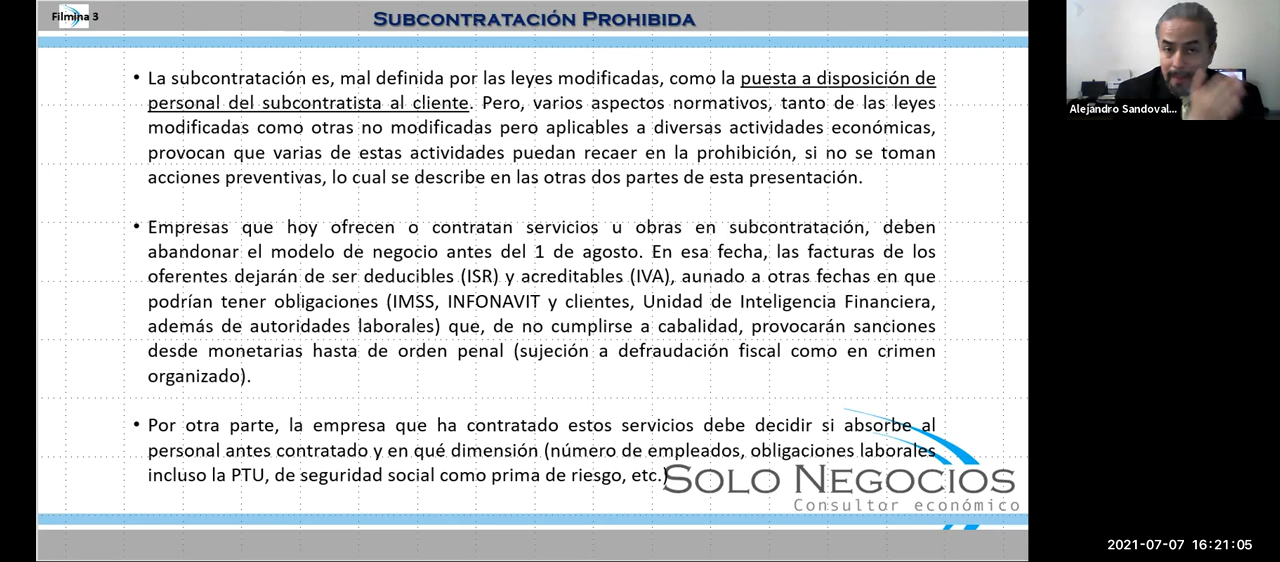 Filmina 3
SUBCONTRATACIÓN PROHIBIDA
Alejandro Sandoval...
• La subcontratación es, mal definida por las leyes modificadas, como la puesta a disposición de
personal del subcontratista al cliente. Pero, varios aspectos normativos, tanto de las leyes
modificadas como otras no modificadas pero aplicables a diversas actividades económicas,
provocan que varias de estas actividades puedan recaer en la prohibición, si no se toman
acciones preventivas, lo cual se describe en las otras dos partes de esta presentación.
• Empresas que hoy ofrecen o contratan servicios u obras en subcontratación, deben
abandonar el modelo de negocio antes del 1 de agosto. En esa fecha, las facturas de los
oferentes dejarán de ser deducibles (ISR) y acreditables (IVA), aunado a otras fechas en que
podrían tener obligaciones (IMSS, INFONAVIT y clientes, Unidad de Inteligencia Financiera,
además de autoridades laborales) que, de no cumplirse a cabalidad, provocarán sanciones
desde monetarias hasta de orden penal (sujeción a defraudación fiscal como en crimen
organizado).
• Por otra parte, la empresa que ha contratado estos servicios debe decidir si absorbe al
personal antes contratado y en qué dimensión (número de empleados, obligaciones laborales
incluso la PTU, de seguridad social como prima de riesgo, etc.)
SOLO NEGOCIOS
Consultor económico
2021-07-07 16:21:05